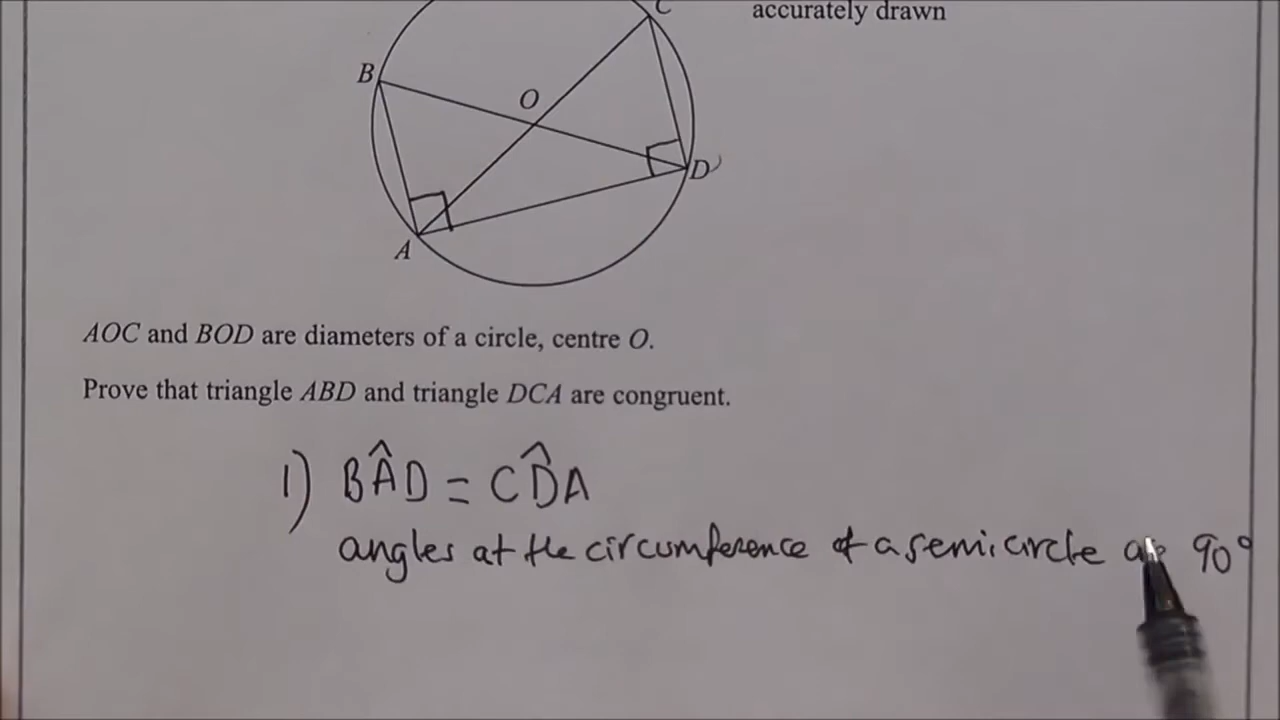 C
accurately drawn
B
O
D
A
AOC and BOD are diameters of a circle, centre O.
Prove that triangle ABD and triangle DCA are congruent.
1) BÂD = CD̂A
angles at the circumference of a semicircle are 90°